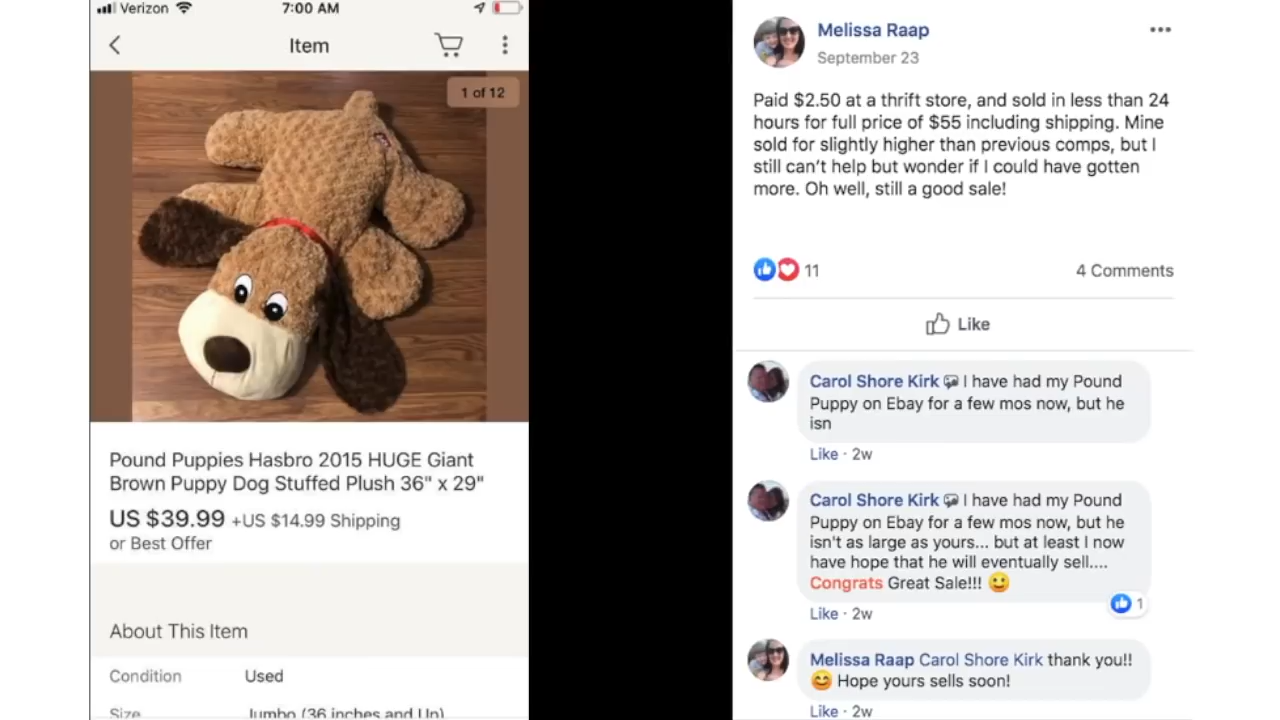 Verizon
7:00 AM
Item
1 of 12
Pound Puppies Hasbro 2015 HUGE Giant
Brown Puppy Dog Stuffed Plush 36" x 29"
US $39.99 +US $14.99 Shipping
or Best Offer
About This Item
Condition Used
Size Jumbo (36 inches and Up)
Melissa Raap
September 23
Paid $2.50 at a thrift store, and sold in less than 24
hours for full price of $55 including shipping. Mine
sold for slightly higher than previous comps, but I
still can't help but wonder if I could have gotten
more. Oh well, still a good sale!
11
4 Comments
Like
Carol Shore Kirk I have had my Pound
Puppy on Ebay for a few mos now, but he
isn
Like · 2w
Carol Shore Kirk I have had my Pound
Puppy on Ebay for a few mos now, but he
isn't as large as yours... but at least I now
have hope that he will eventually sell....
Congrats Great Sale!!! 🙂
1
Like · 2w
Melissa Raap Carol Shore Kirk thank you!!
😊 Hope yours sells soon!
Like · 2w